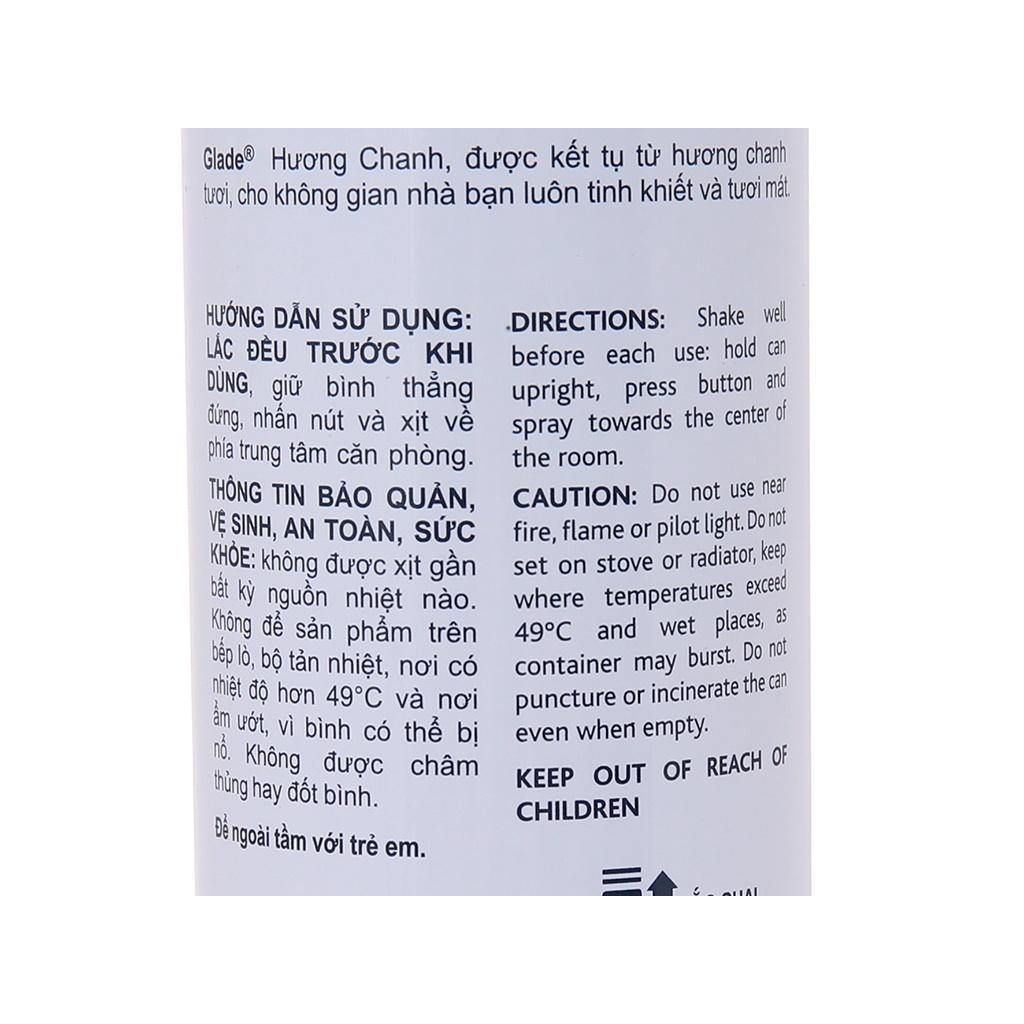 Glade® Hương Chanh, được kết tụ từ hương chanh
tươi, cho không gian nhà bạn luôn tinh khiết và tươi mát.
HƯỚNG DẪN SỬ DỤNG:
LẮC ĐỀU TRƯỚC KHI
DÙNG, giữ bình thẳng
đứng, nhấn nút và xịt về
phía trung tâm căn phòng.
THÔNG TIN BẢO QUẢN,
VỆ SINH, AN TOÀN, SỨC
KHỎE: không được xịt gần
bất kỳ nguồn nhiệt nào.
Không để sản phẩm trên
bếp lò, bộ tản nhiệt, nơi có
nhiệt độ hơn 49°C và nơi
ẩm ướt, vì bình có thể bị
nổ. Không được châm
thủng hay đốt bình.
Để ngoài tầm với trẻ em.
DIRECTIONS: Shake well
before each use: hold can
upright, press button and
spray towards the center of
the room.
CAUTION: Do not use near
fire, flame or pilot light. Do not
set on stove or radiator, keep
where temperatures exceed
49°C and wet places, as
container may burst. Do not
puncture or incinerate the can
even when empty.
KEEP OUT OF REACH OF
CHILDREN